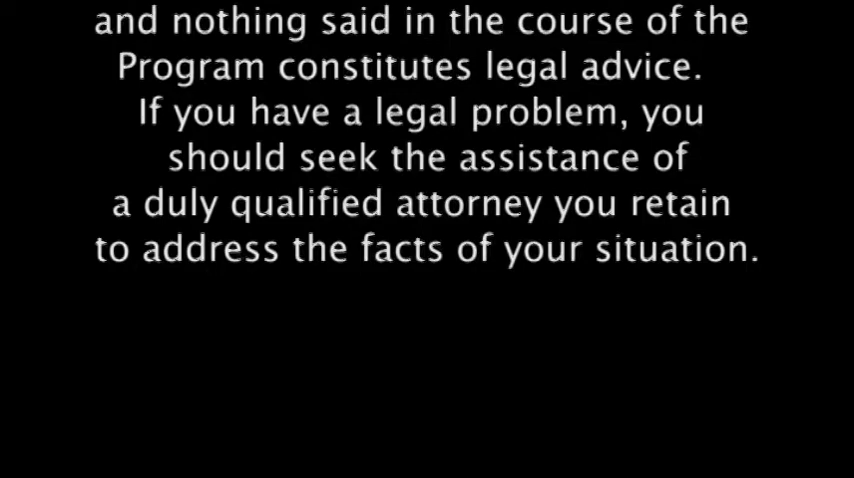 and nothing said in the course of the
Program constitutes legal advice.
If you have a legal problem, you
should seek the assistance of
a duly qualified attorney you retain
to address the facts of your situation.